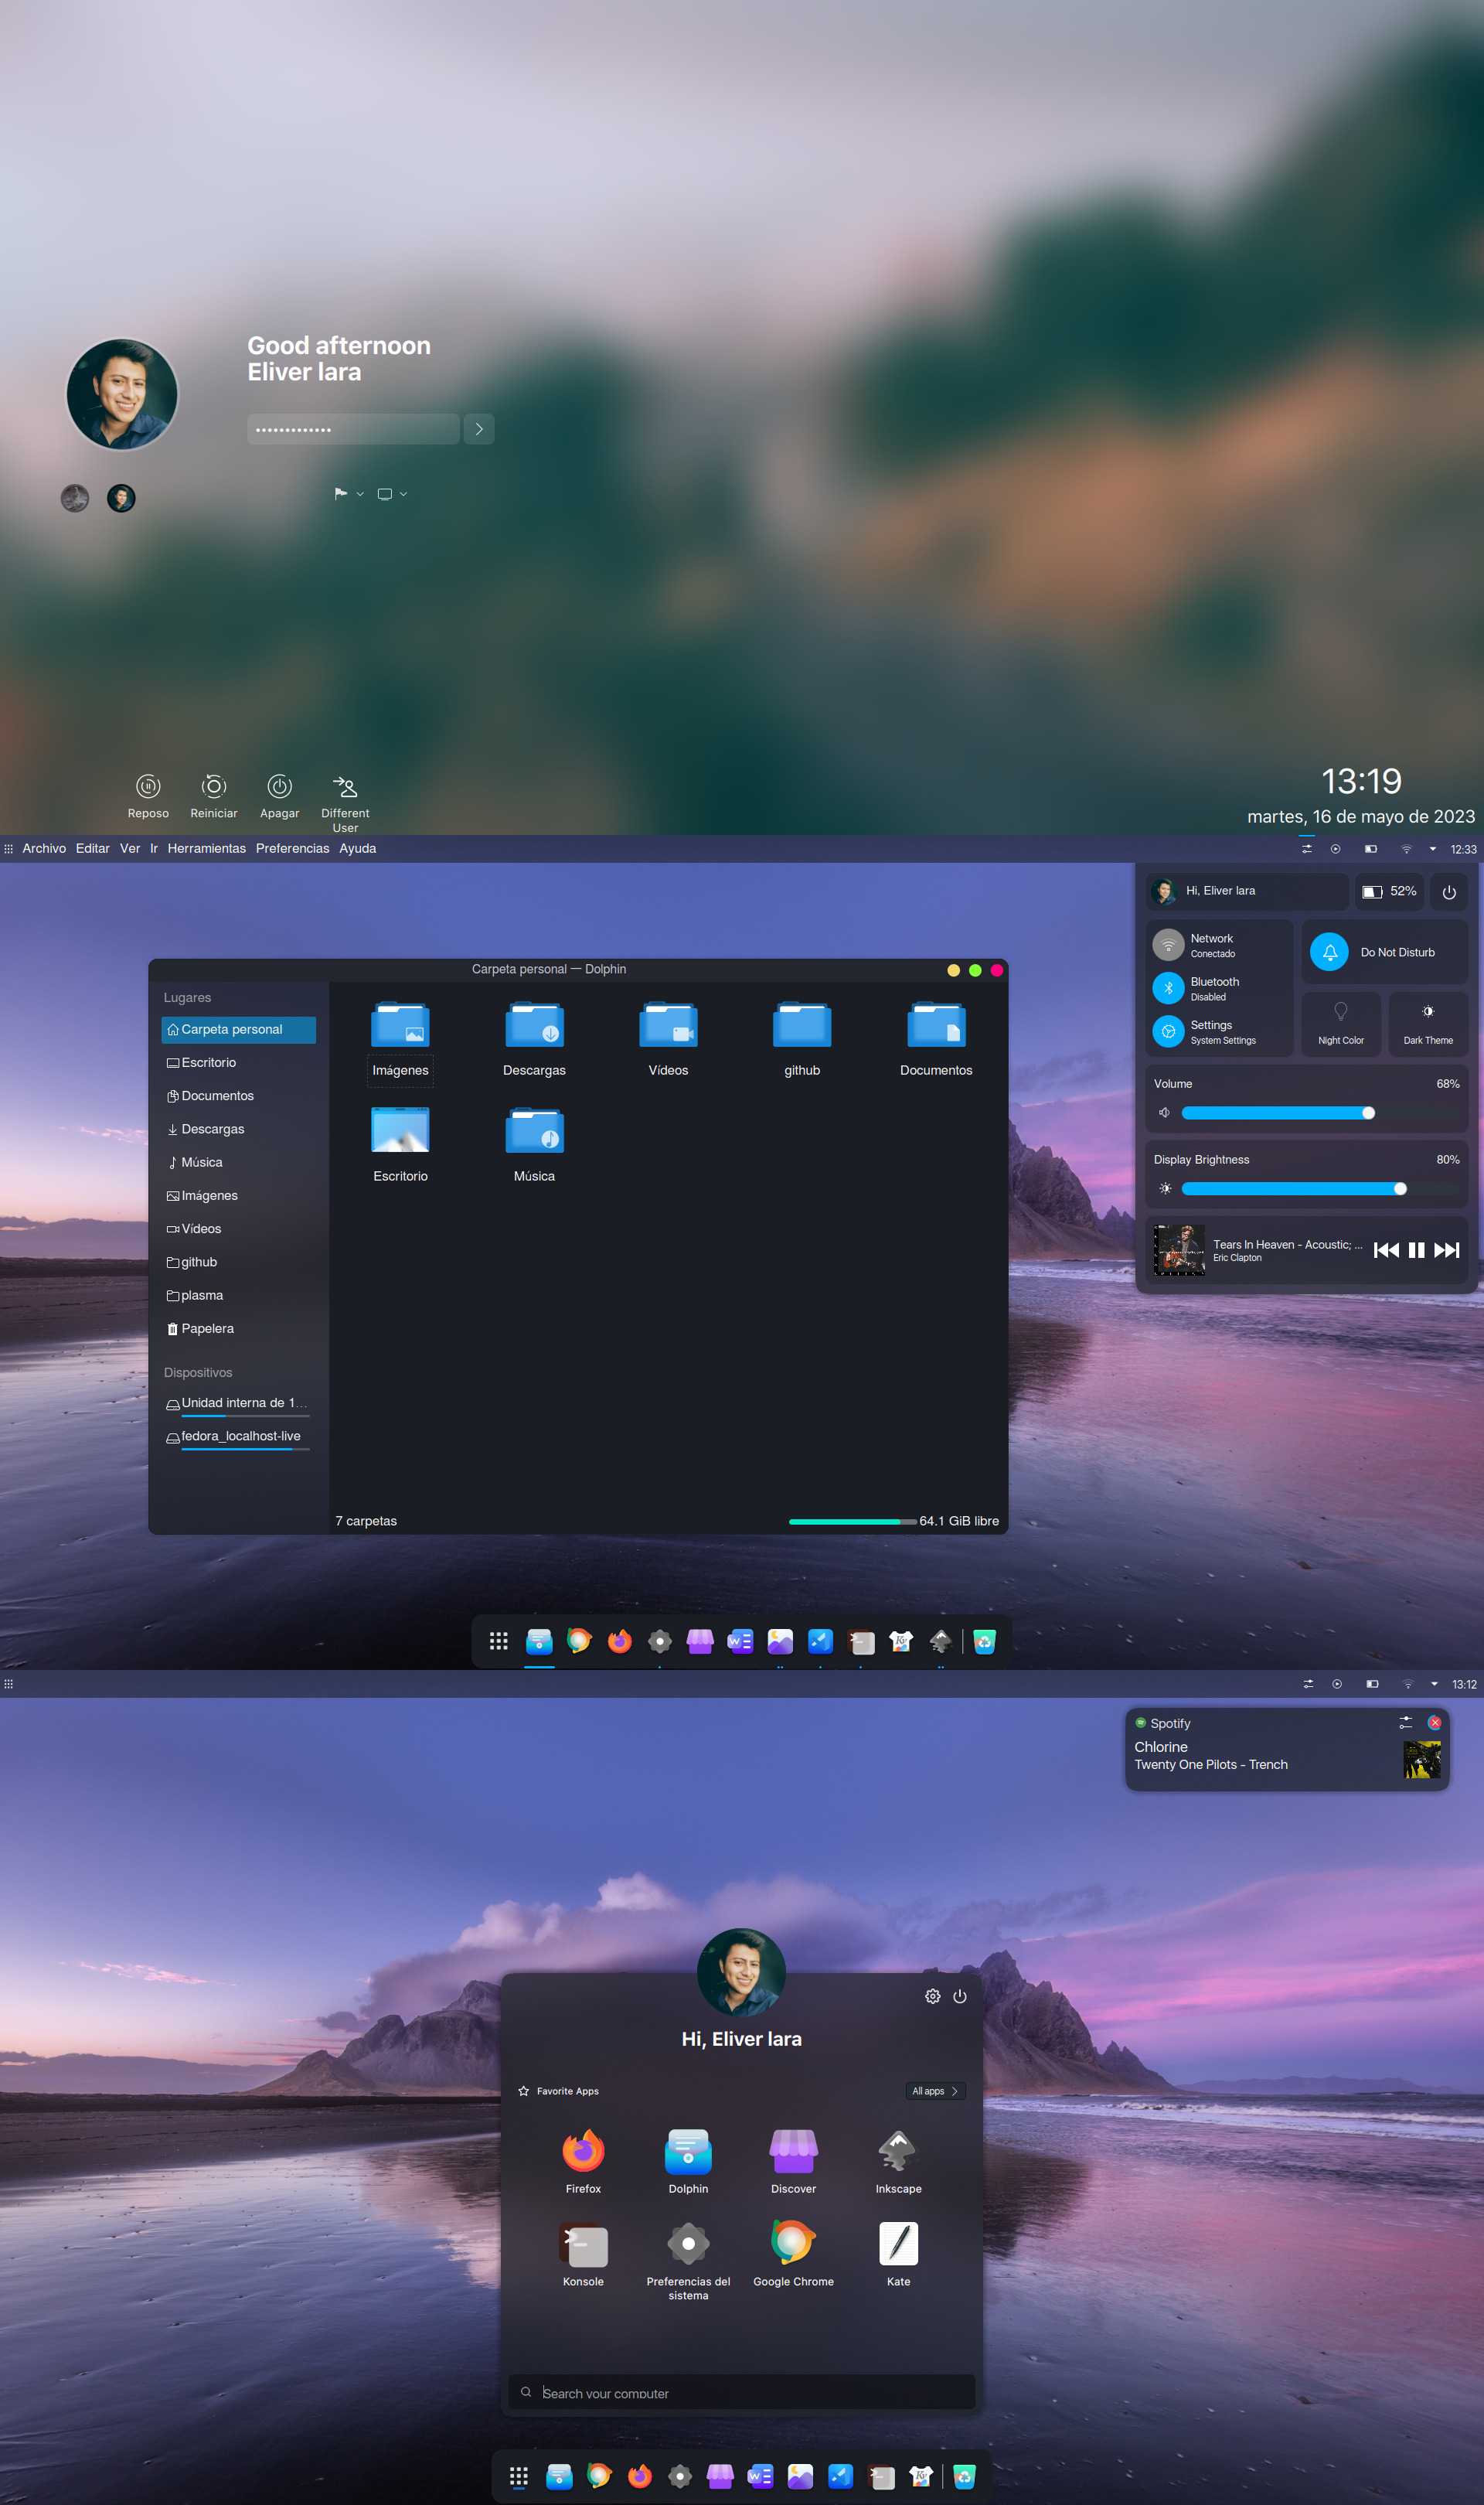 Good afternoon
Eliver lara
•••••••••••••
Reposo
Reiniciar
Apagar
Different
User
13:19
martes, 16 de mayo de 2023
Archivo Editar Ver Ir Herramientas Preferencias Ayuda
12:33
Hi, Eliver lara
52%
Network
Conectado
Do Not Disturb
Bluetooth
Disabled
Settings
System Settings
Night Color
Dark Theme
Volume
68%
Display Brightness
80%
Tears In Heaven - Acoustic; ...
Eric Clapton
Carpeta personal — Dolphin
Lugares
Carpeta personal
Escritorio
Documentos
Descargas
Música
Imágenes
Vídeos
github
plasma
Papelera
Dispositivos
Unidad interna de 1…
fedora_localhost-live
Imágenes
Descargas
Vídeos
github
Documentos
Escritorio
Música
7 carpetas
64.1 GiB libre
W
K
13:12
Spotify
Chlorine
Twenty One Pilots - Trench
Hi, Eliver lara
Favorite Apps
All apps
Firefox
Dolphin
Discover
Inkscape
Konsole
Preferencias del
sistema
Google Chrome
Kate
Search your computer
W
K